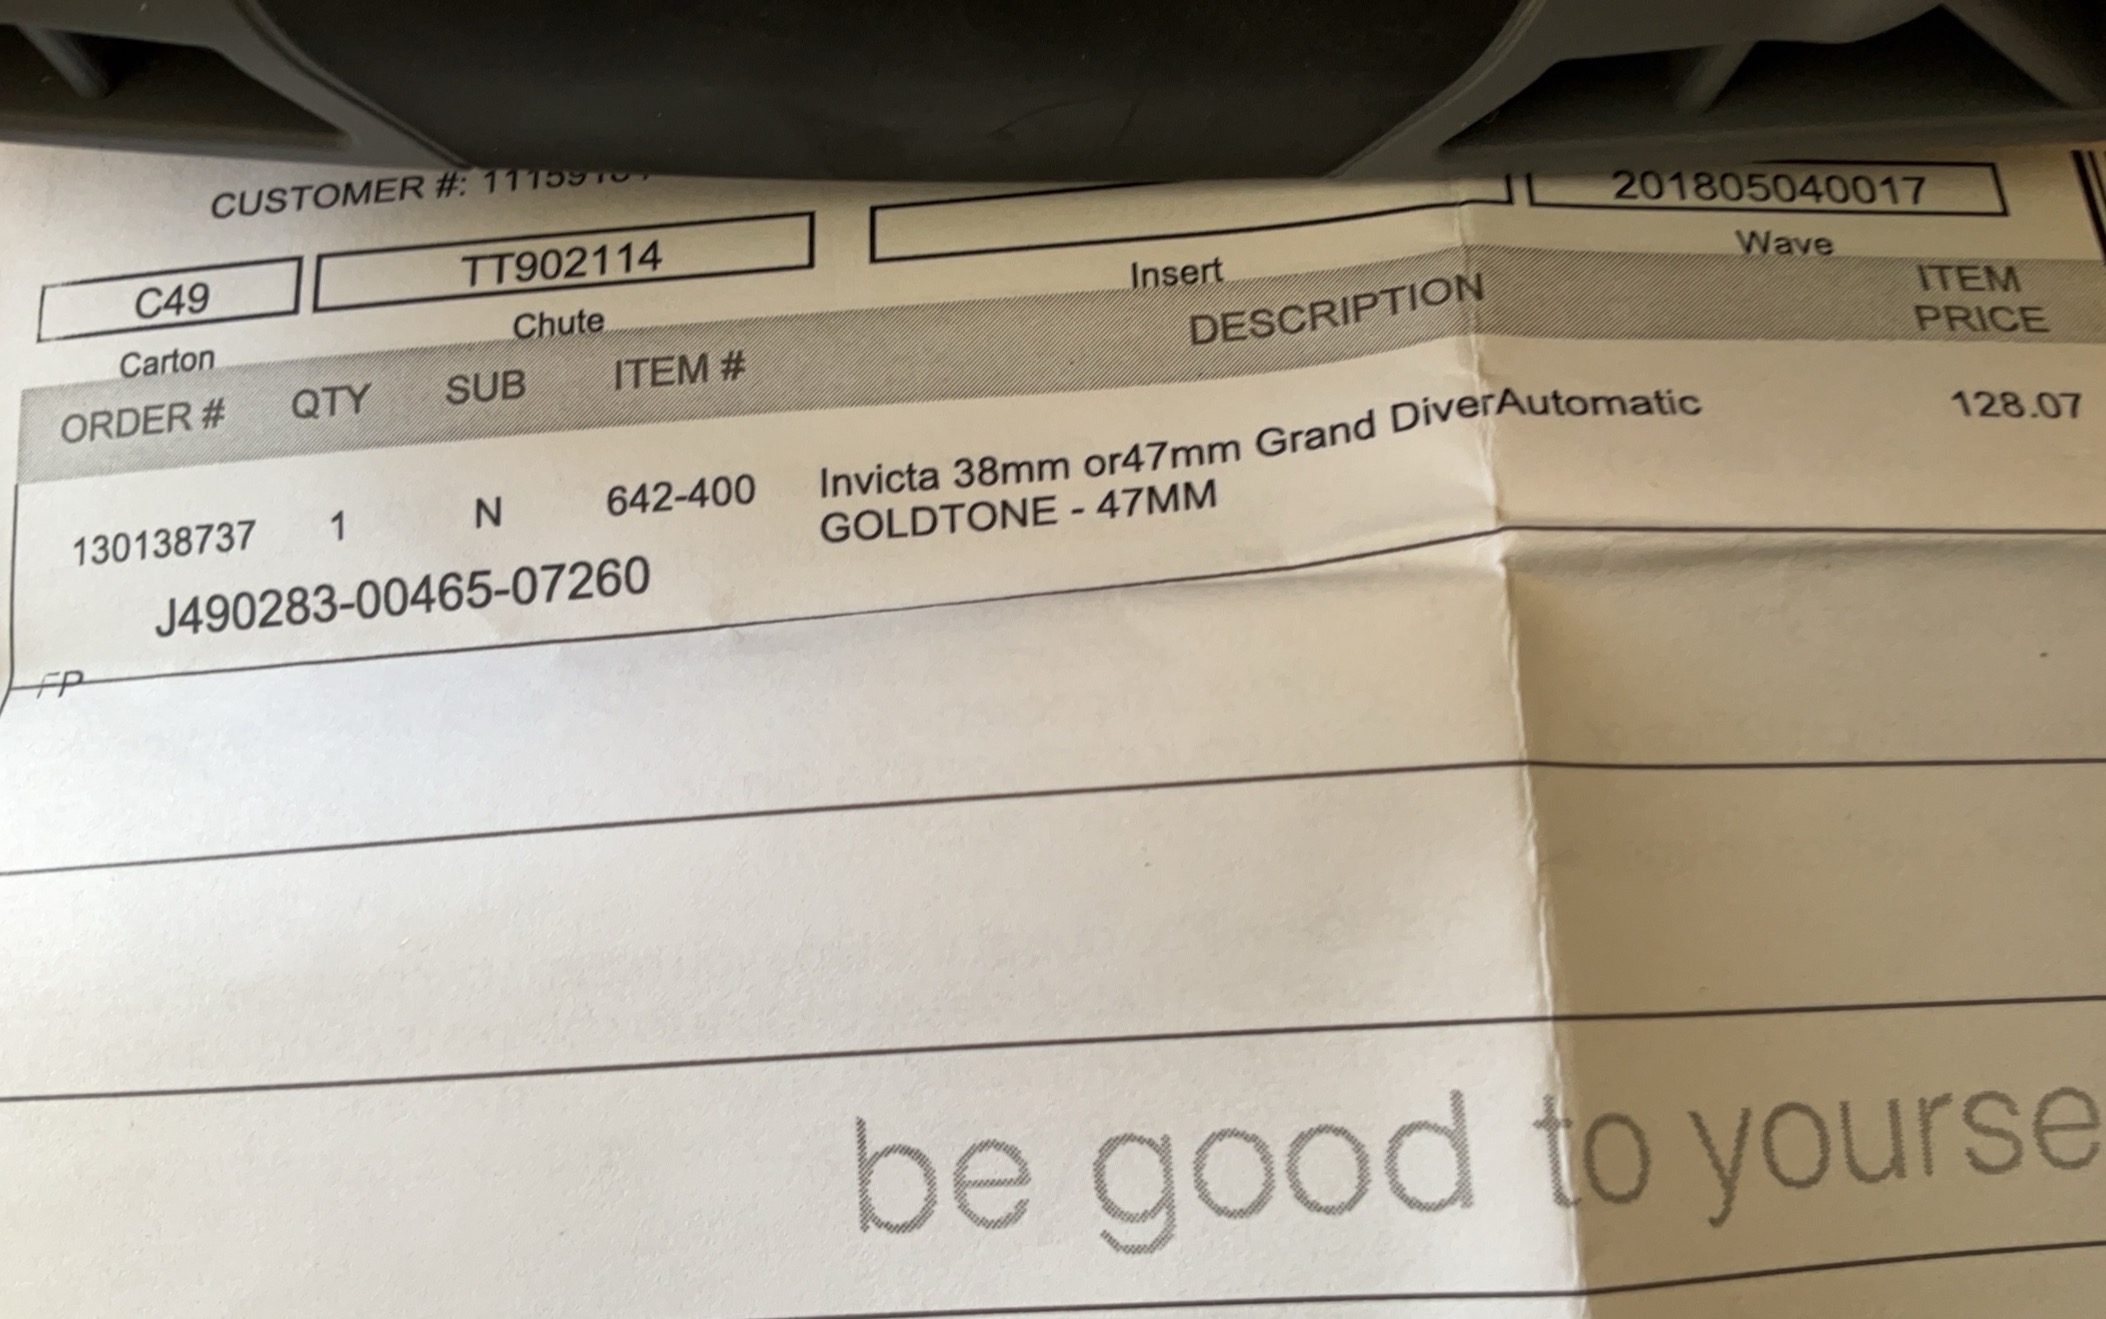 CUSTOMER #:
201805040017
C49 TT902114
Insert Wave
Carton Chute
ORDER # QTY SUB ITEM # DESCRIPTION ITEM PRICE
130138737 1 N 642-400 Invicta 38mm or47mm Grand DiverAutomatic 128.07
GOLDTONE - 47MM
J490283-00465-07260
FP
be good to yourse